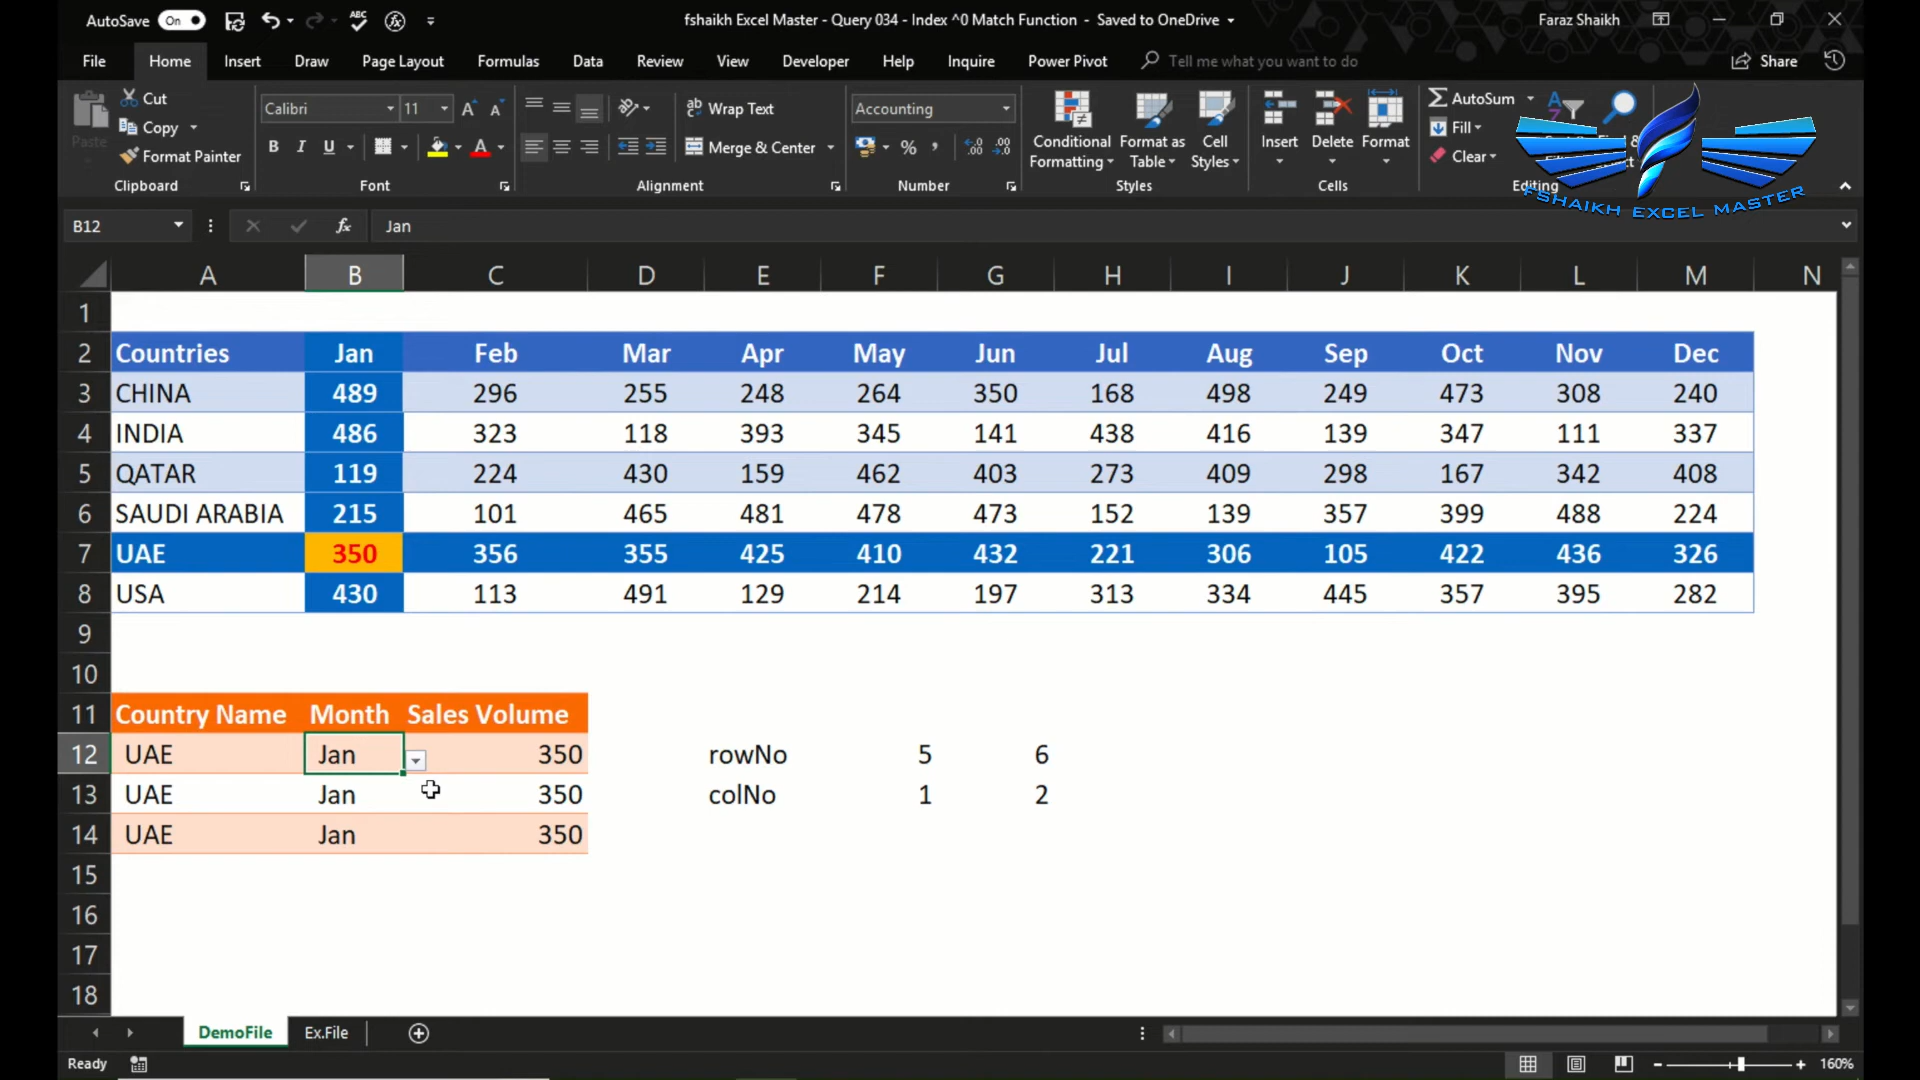 AutoSave On
fshaikh Excel Master - Query 034 - Index ^0 Match Function - Saved to OneDrive
Faraz Shaikh
File Home Insert Draw Page Layout Formulas Data Review View Developer Help Inquire Power Pivot Tell me what you want to do Share
Paste
Cut
Copy
Format Painter
Clipboard
Calibri 11
B I U
Font
Wrap Text
Merge & Center
Alignment
Accounting
Number
Conditional Formatting
Format as Table
Cell Styles
Styles
Insert Delete Format
Cells
AutoSum
Fill
Clear
Editing
FSHAIKH EXCEL MASTER
B12 fx Jan
A B C D E F G H I J K L M N
1
2 Countries Jan Feb Mar Apr May Jun Jul Aug Sep Oct Nov Dec
3 CHINA 489 296 255 248 264 350 168 498 249 473 308 240
4 INDIA 486 323 118 393 345 141 438 416 139 347 111 337
5 QATAR 119 224 430 159 462 403 273 409 298 167 342 408
6 SAUDI ARABIA 215 101 465 481 478 473 152 139 357 399 488 224
7 UAE 350 356 355 425 410 432 221 306 105 422 436 326
8 USA 430 113 491 129 214 197 313 334 445 357 395 282
9
10
11 Country Name Month Sales Volume
12 UAE Jan 350 rowNo 5 6
13 UAE Jan 350 colNo 1 2
14 UAE Jan 350
15
16
17
18
DemoFile Ex.File
Ready 160%